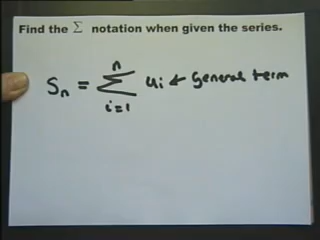 Find the Σ notation when given the series.
n
Sn = Σ ui ← General term
i=1